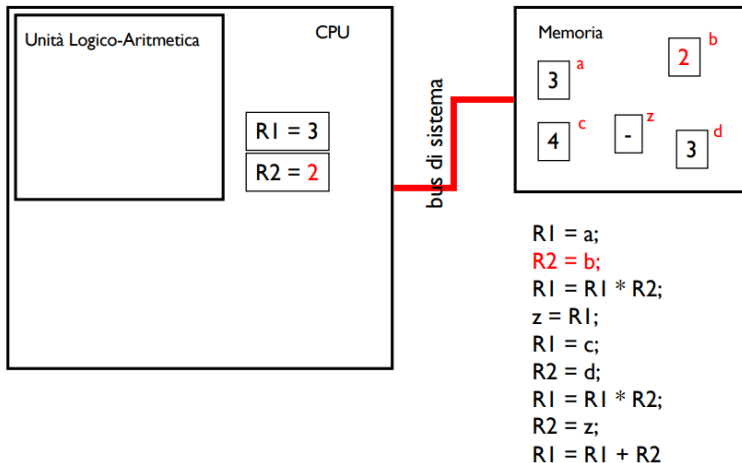 Unità Logico-Aritmetica
CPU
R1 = 3
R2 = 2
bus di sistema
Memoria
3 a
2 b
4 c
- z
3 d
R1 = a;
R2 = b;
R1 = R1 * R2;
z = R1;
R1 = c;
R2 = d;
R1 = R1 * R2;
R2 = z;
R1 = R1 + R2